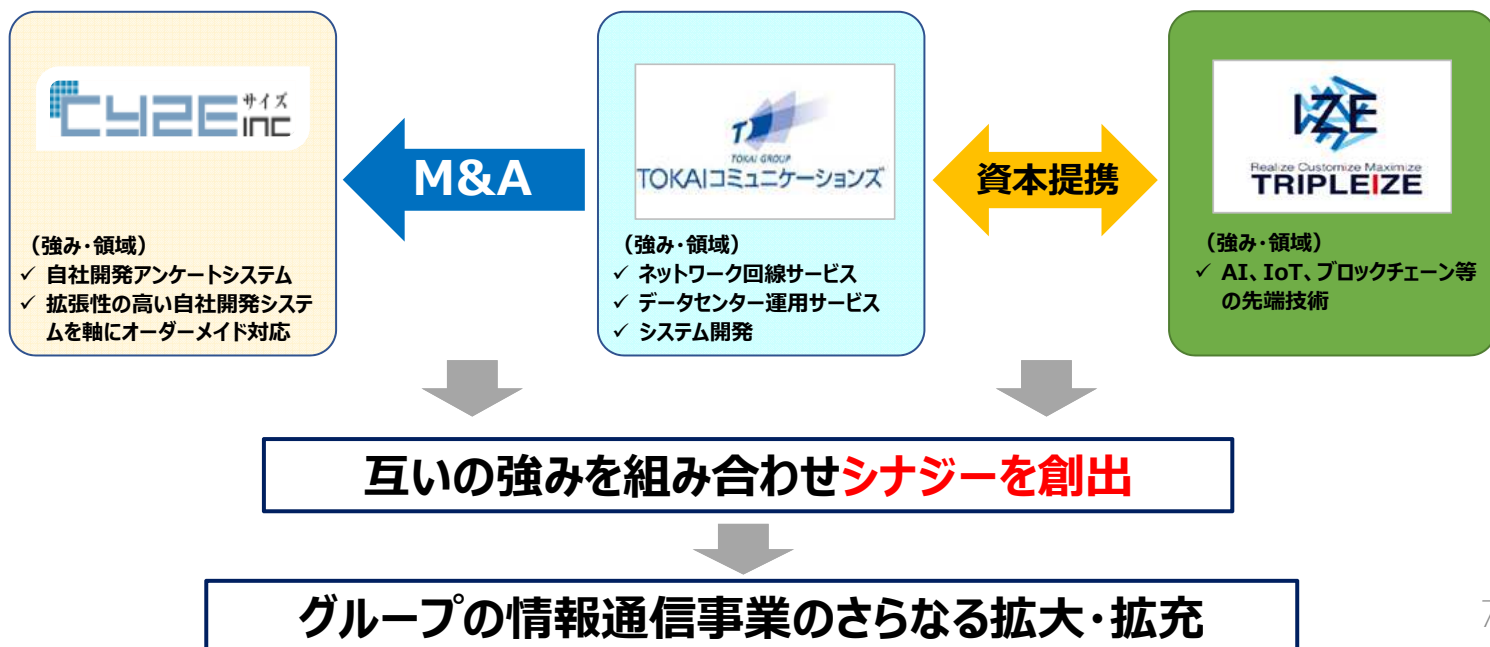 CYZE inc サイズ
（強み・領域）
✓ 自社開発アンケートシステム
✓ 拡張性の高い自社開発システ
ムを軸にオーダーメイド対応
M&A
T
TOKAI GROUP
TOKAIコミュニケーションズ
（強み・領域）
✓ ネットワーク回線サービス
✓ データセンター運用サービス
✓ システム開発
資本提携
IZE
Realize Customize Maximize
TRIPLEIZE
（強み・領域）
✓ AI、IoT、ブロックチェーン等
の先端技術
互いの強みを組み合わせシナジーを創出
グループの情報通信事業のさらなる拡大・拡充
7